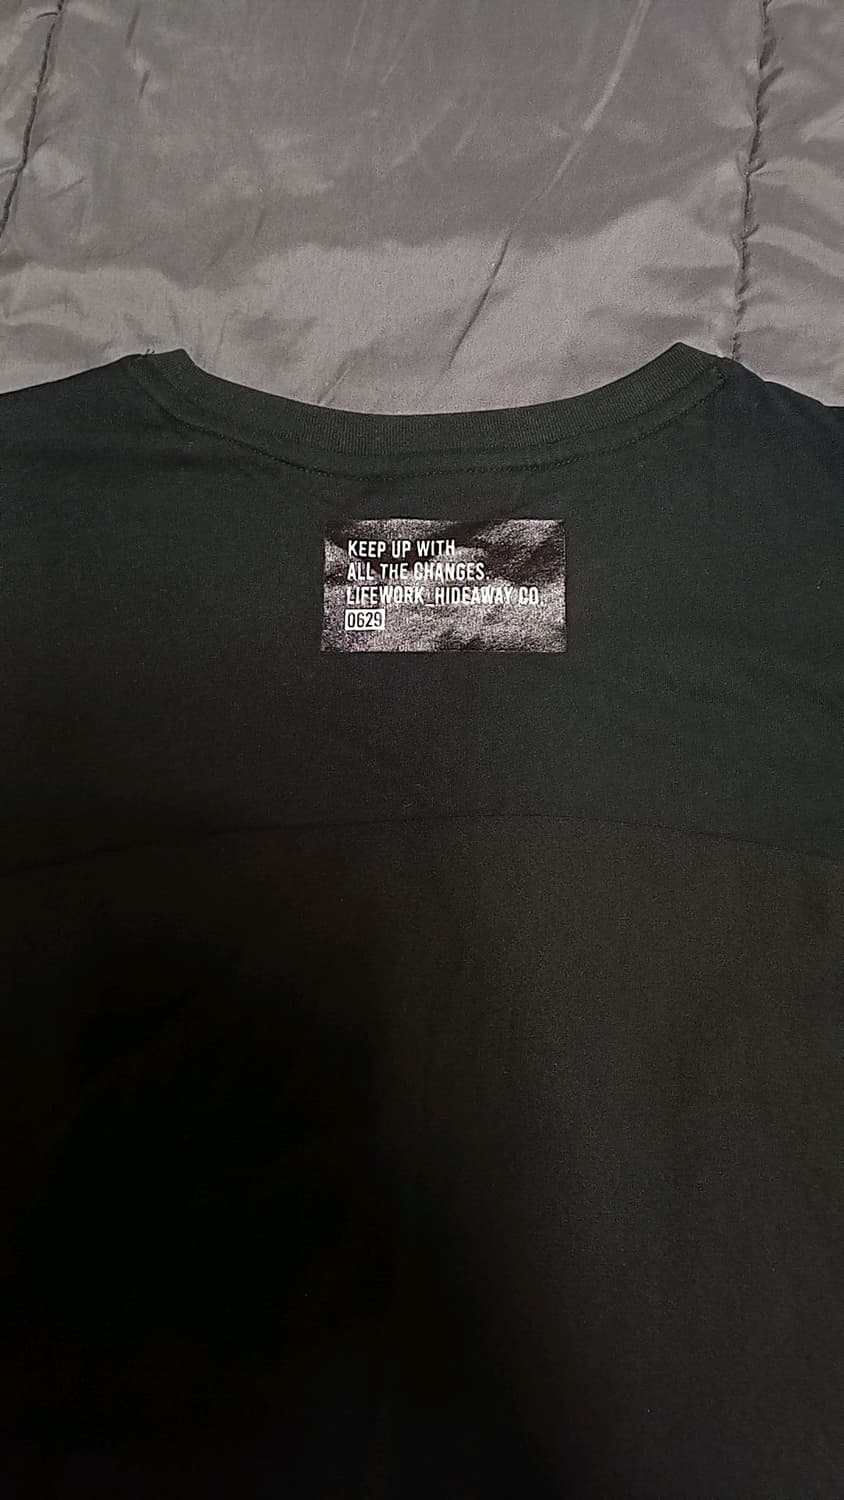 KEEP UP WITH
ALL THE CHANGES.
LIFEWORK_HIDEAWAY CO.
0629